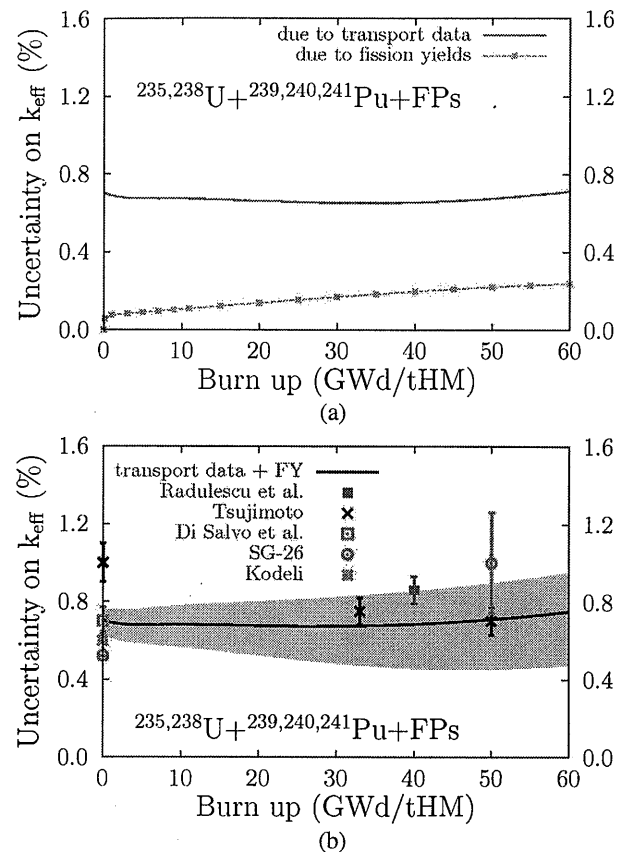 Uncertainty on k_eff (%)
1.6
1.2
0.8
0.4
0.0
due to transport data
due to fission yields
²³⁵,²³⁸U+²³⁹,²⁴⁰,²⁴¹Pu+FPs
1.6
1.2
0.8
0.4
0.0
0 10 20 30 40 50 60
Burn up (GWd/tHM)
(a)
Uncertainty on k_eff (%)
1.6
1.2
0.8
0.4
0.0
transport data + FY
Radulescu et al.
Tsujimoto
Di Salvo et al.
SG-26
Kodeli
²³⁵,²³⁸U+²³⁹,²⁴⁰,²⁴¹Pu+FPs
1.6
1.2
0.8
0.4
0.0
0 10 20 30 40 50 60
Burn up (GWd/tHM)
(b)